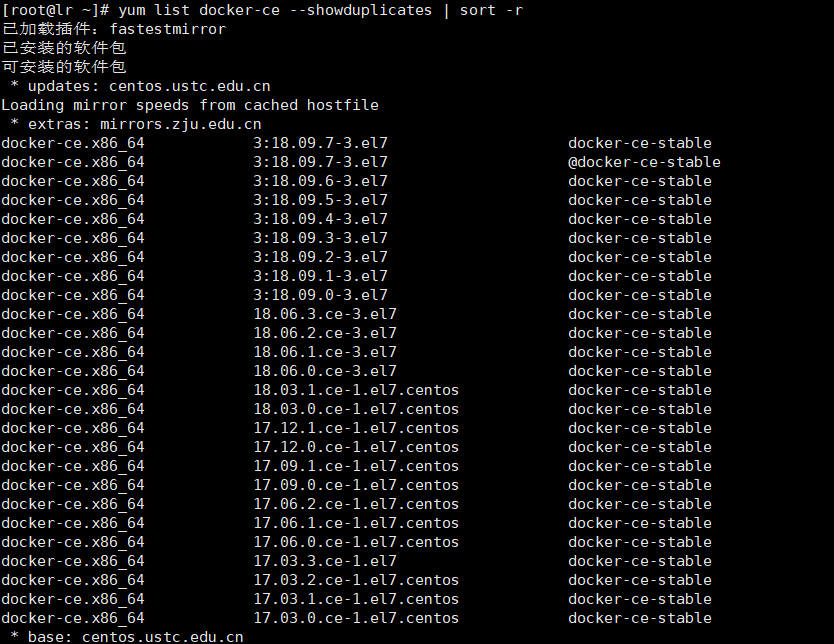 [root@lr ~]# yum list docker-ce --showduplicates | sort -r
已加载插件：fastestmirror
已安装的软件包
可安装的软件包
 * updates: centos.ustc.edu.cn
Loading mirror speeds from cached hostfile
 * extras: mirrors.zju.edu.cn
docker-ce.x86_64            3:18.09.7-3.el7                    docker-ce-stable
docker-ce.x86_64            3:18.09.7-3.el7                    @docker-ce-stable
docker-ce.x86_64            3:18.09.6-3.el7                    docker-ce-stable
docker-ce.x86_64            3:18.09.5-3.el7                    docker-ce-stable
docker-ce.x86_64            3:18.09.4-3.el7                    docker-ce-stable
docker-ce.x86_64            3:18.09.3-3.el7                    docker-ce-stable
docker-ce.x86_64            3:18.09.2-3.el7                    docker-ce-stable
docker-ce.x86_64            3:18.09.1-3.el7                    docker-ce-stable
docker-ce.x86_64            3:18.09.0-3.el7                    docker-ce-stable
docker-ce.x86_64            18.06.3.ce-3.el7                   docker-ce-stable
docker-ce.x86_64            18.06.2.ce-3.el7                   docker-ce-stable
docker-ce.x86_64            18.06.1.ce-3.el7                   docker-ce-stable
docker-ce.x86_64            18.06.0.ce-3.el7                   docker-ce-stable
docker-ce.x86_64            18.03.1.ce-1.el7.centos            docker-ce-stable
docker-ce.x86_64            18.03.0.ce-1.el7.centos            docker-ce-stable
docker-ce.x86_64            17.12.1.ce-1.el7.centos            docker-ce-stable
docker-ce.x86_64            17.12.0.ce-1.el7.centos            docker-ce-stable
docker-ce.x86_64            17.09.1.ce-1.el7.centos            docker-ce-stable
docker-ce.x86_64            17.09.0.ce-1.el7.centos            docker-ce-stable
docker-ce.x86_64            17.06.2.ce-1.el7.centos            docker-ce-stable
docker-ce.x86_64            17.06.1.ce-1.el7.centos            docker-ce-stable
docker-ce.x86_64            17.06.0.ce-1.el7.centos            docker-ce-stable
docker-ce.x86_64            17.03.3.ce-1.el7                   docker-ce-stable
docker-ce.x86_64            17.03.2.ce-1.el7.centos            docker-ce-stable
docker-ce.x86_64            17.03.1.ce-1.el7.centos            docker-ce-stable
docker-ce.x86_64            17.03.0.ce-1.el7.centos            docker-ce-stable
 * base: centos.ustc.edu.cn